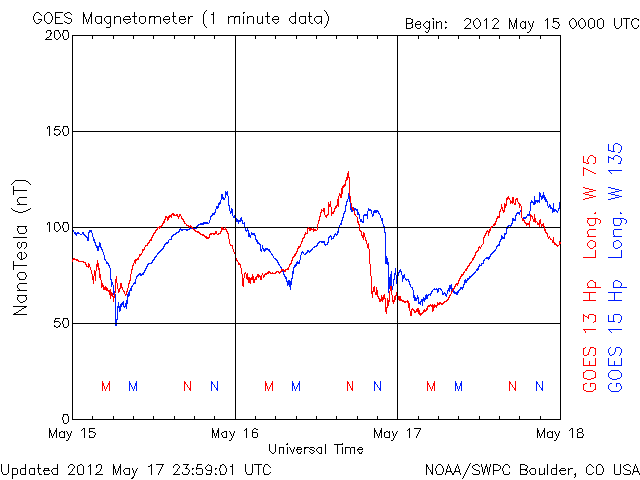 GOES Magnetometer (1 minute data)
Begin: 2012 May 15 0000 UTC
200
150
100
50
0
NanoTesla (nT)
M M N N M M N N M M N N
May 15 May 16 May 17 May 18
Universal Time
GOES 13 Hp Long. W 75
GOES 15 Hp Long. W 135
Updated 2012 May 17 23:59:01 UTC
NOAA/SWPC Boulder, CO USA